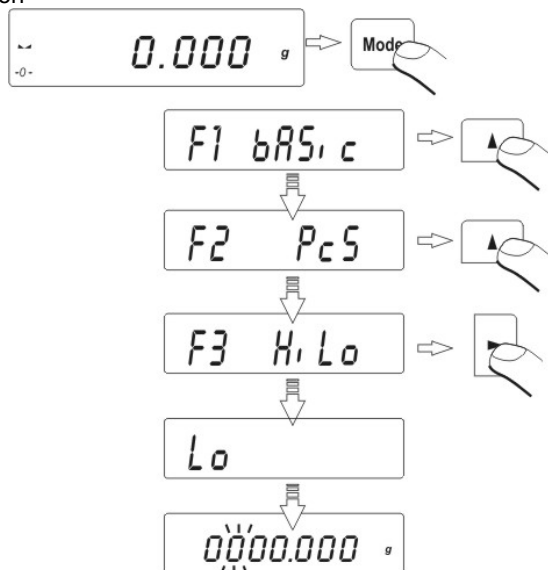 0.000 g Mode
-0-
F1 bASic
F2 PcS
F3 HiLo
Lo
0000.000 g